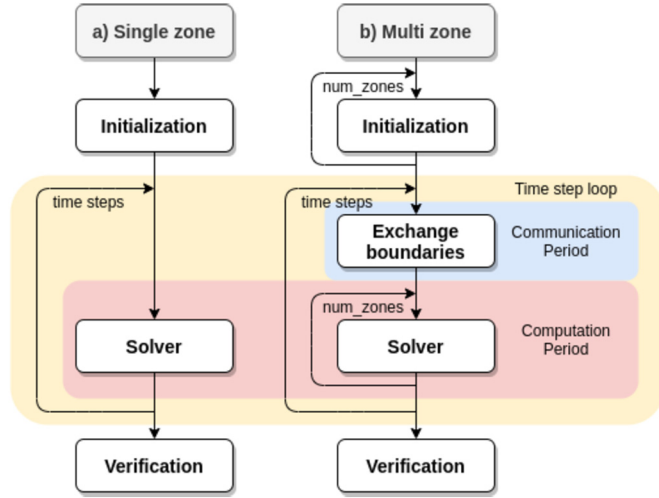 a) Single zone
b) Multi zone
num_zones
Initialization
Initialization
time steps
time steps
Time step loop
Exchange
boundaries
Communication
Period
num_zones
Solver
Solver
Computation
Period
Verification
Verification